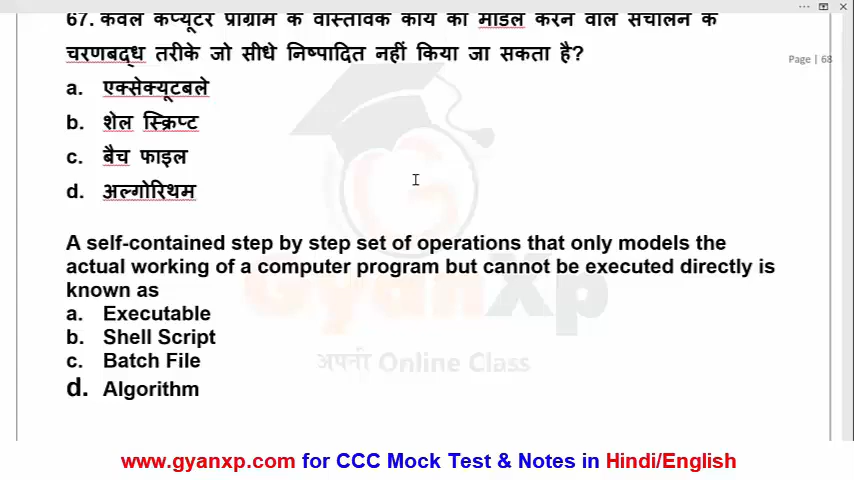 67. केवल कंप्यूटर प्रोग्राम के वास्तविक कार्य को मॉडल करने वाले संचालन के
चरणबद्ध तरीके जो सीधे निष्पादित नहीं किया जा सकता है?
Page | 68
a. एक्सेक्यूटबले
b. शेल स्क्रिप्ट
c. बैच फाइल
d. अल्गोरिथम
A self-contained step by step set of operations that only models the
actual working of a computer program but cannot be executed directly is
known as
a. Executable
b. Shell Script
c. Batch File
d. Algorithm
GyanXp
अपनी Online Class
www.gyanxp.com for CCC Mock Test & Notes in Hindi/English